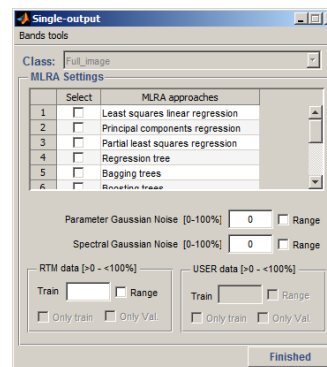 Single-output
Bands tools
Class: Full_image
MLRA Settings
Select MLRA approaches
1 Least squares linear regression
2 Principal components regression
3 Partial least squares regression
4 Regression tree
5 Bagging trees
6 Boosting trees
Parameter Gaussian Noise [0-100%] 0 Range
Spectral Gaussian Noise [0-100%] 0 Range
RTM data [>0 - <100%]
Train Range
Only train Only Val.
USER data [>0 - <100%]
Train Range
Only train Only Val.
Finished